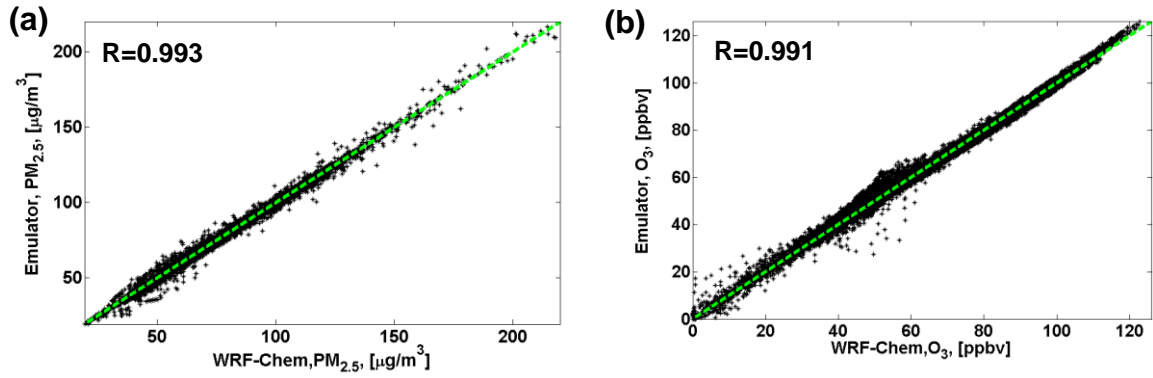 (a)
R=0.993
200
150
100
50
Emulator, PM2.5, [μg/m3]
50 100 150 200
WRF-Chem,PM2.5, [μg/m3]
(b)
R=0.991
120
100
80
60
40
20
0
Emulator, O3, [ppbv]
0 20 40 60 80 100 120
WRF-Chem,O3, [ppbv]